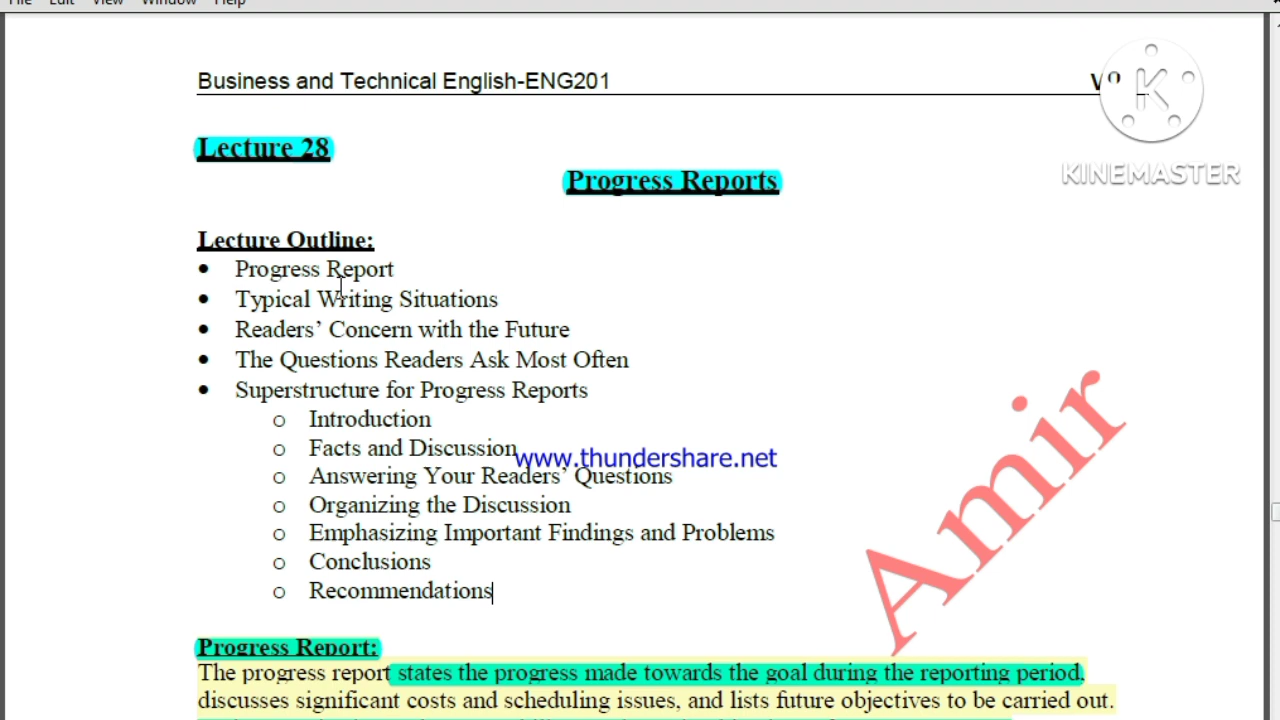 File Edit View Window Help
Business and Technical English-ENG201
KINEMASTER
Lecture 28
Progress Reports
Lecture Outline:
• Progress Report
• Typical Writing Situations
• Readers’ Concern with the Future
• The Questions Readers Ask Most Often
• Superstructure for Progress Reports
o Introduction
o Facts and Discussion
www.thundershare.net
o Answering Your Readers’ Questions
o Organizing the Discussion
o Emphasizing Important Findings and Problems
o Conclusions
o Recommendations
Amir
Progress Report:
The progress report states the progress made towards the goal during the reporting period,
discusses significant costs and scheduling issues, and lists future objectives to be carried out.